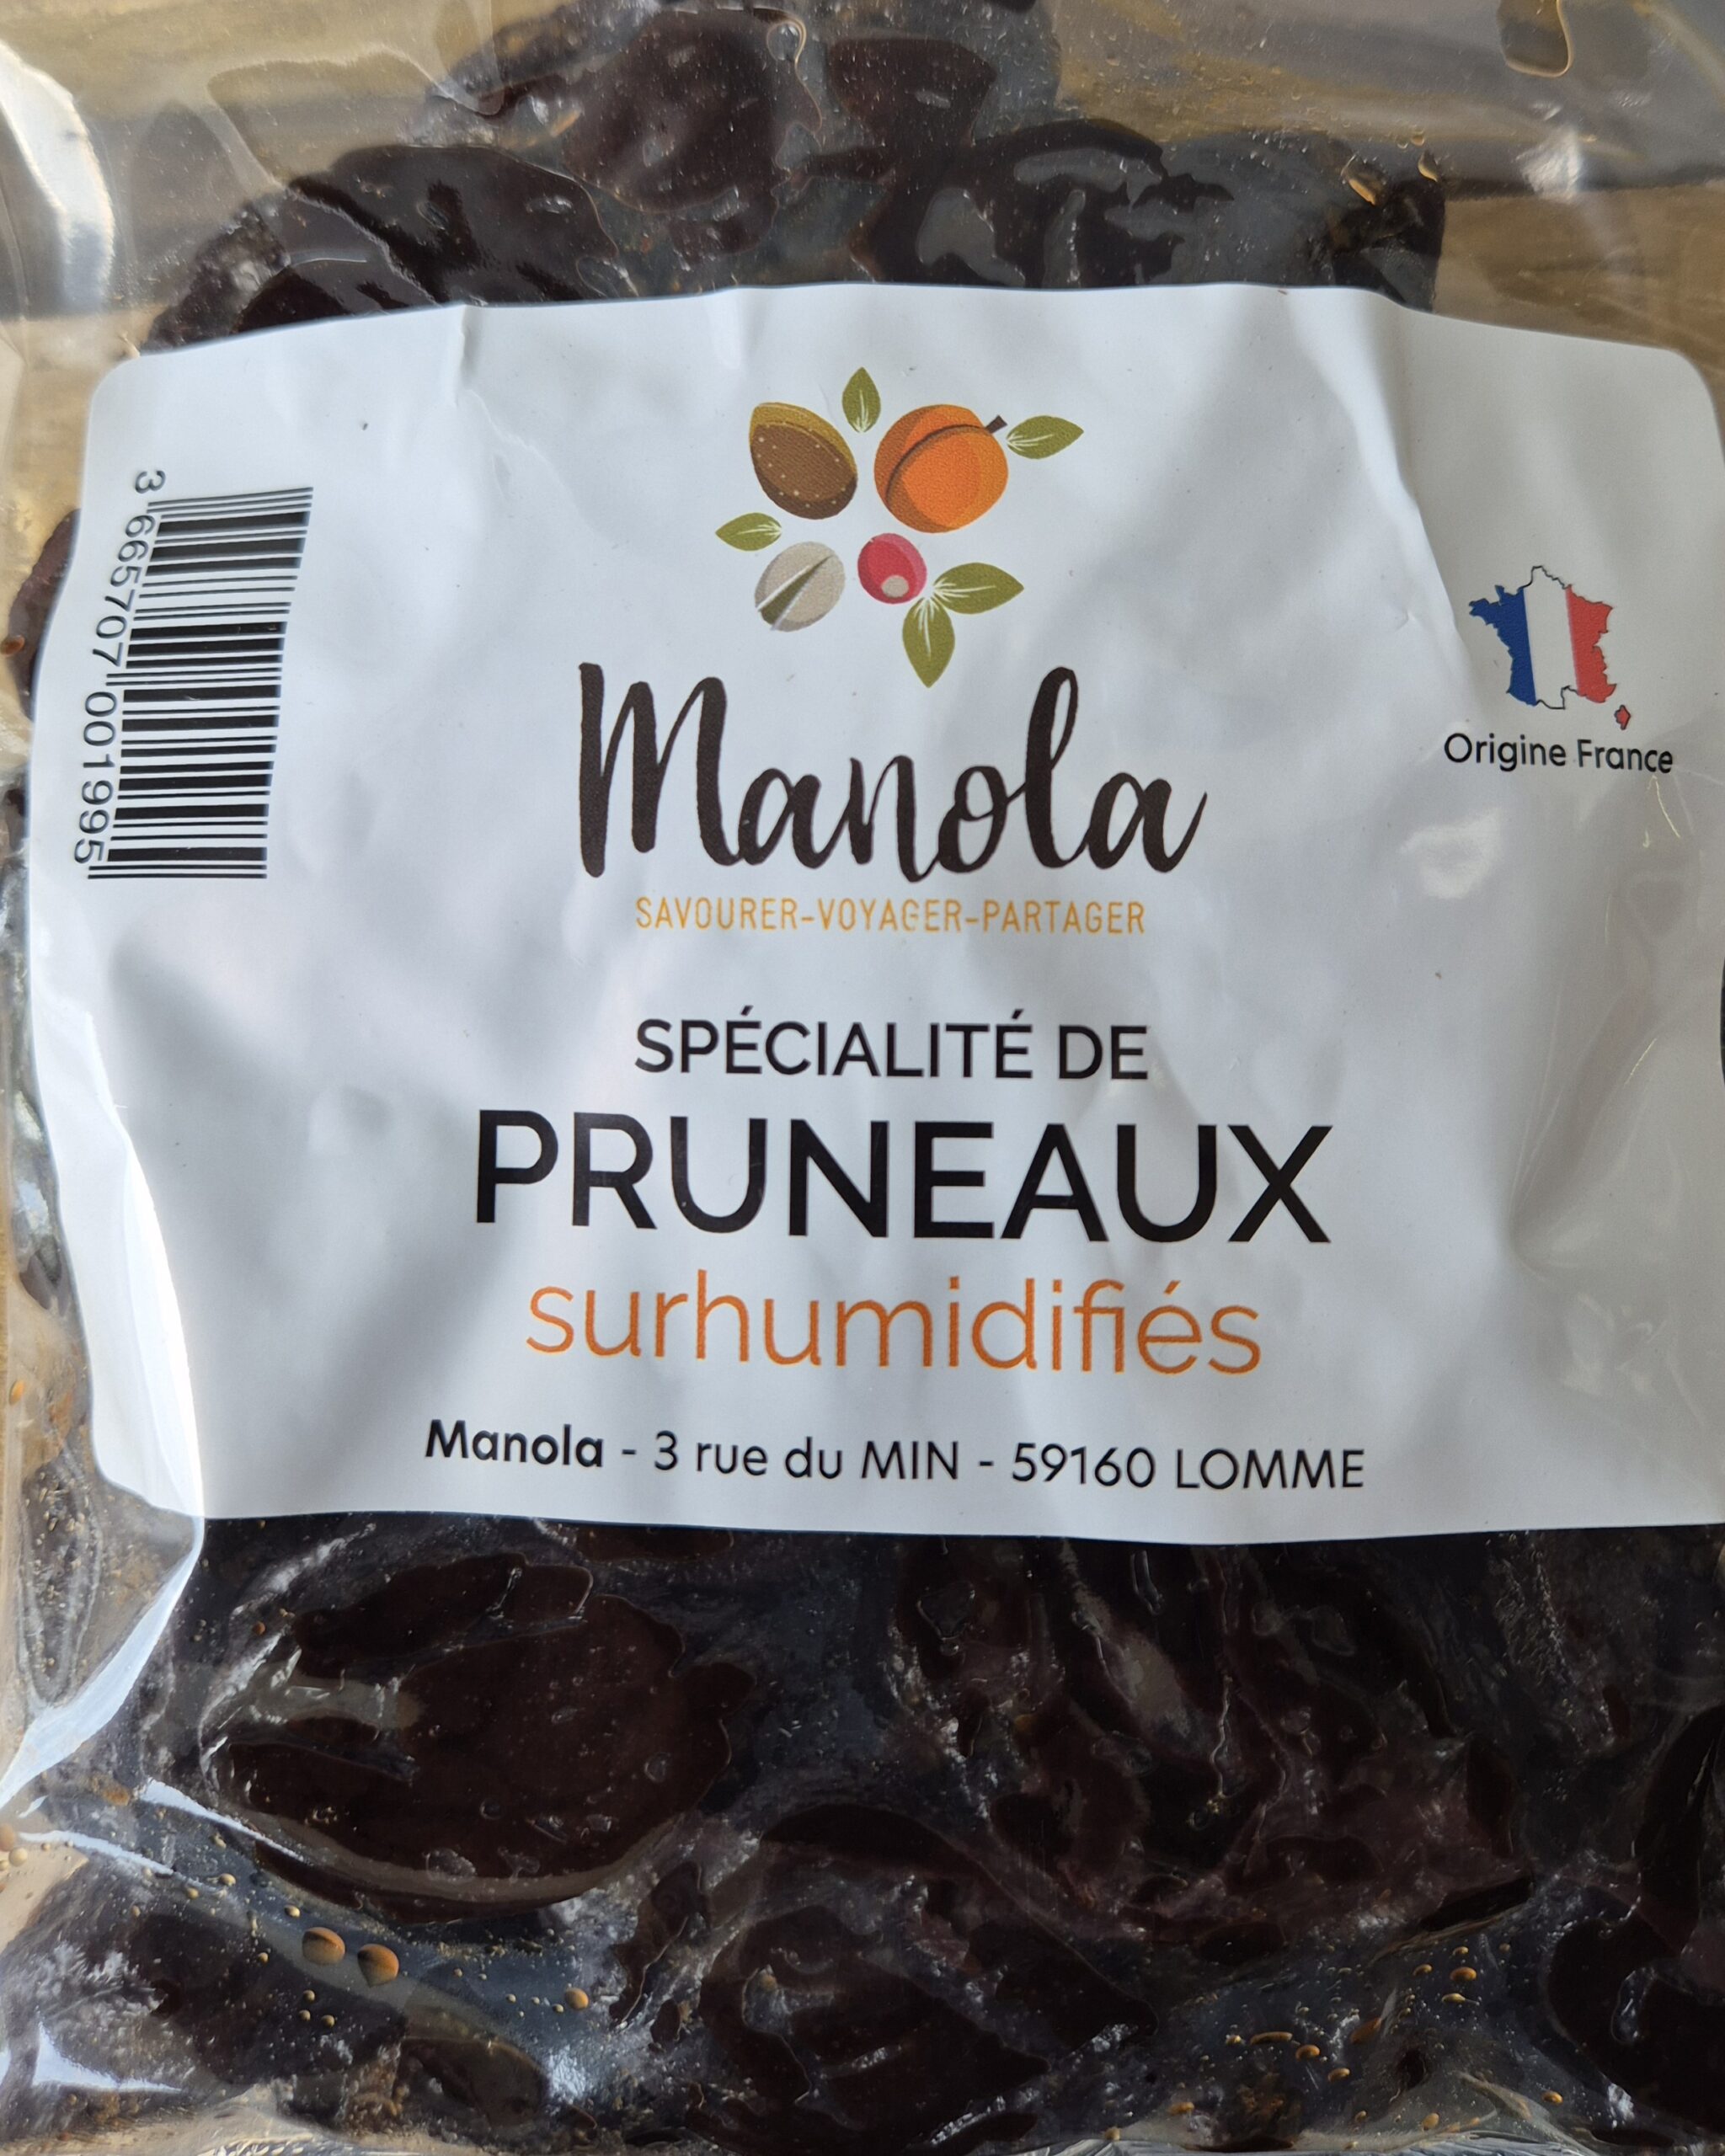 Manola
SAVOURER-VOYAGER-PARTAGER
Origine France
SPÉCIALITÉ DE
PRUNEAUX
surhumidifiés
Manola - 3 rue du MIN - 59160 LOMME
3 665707 001995